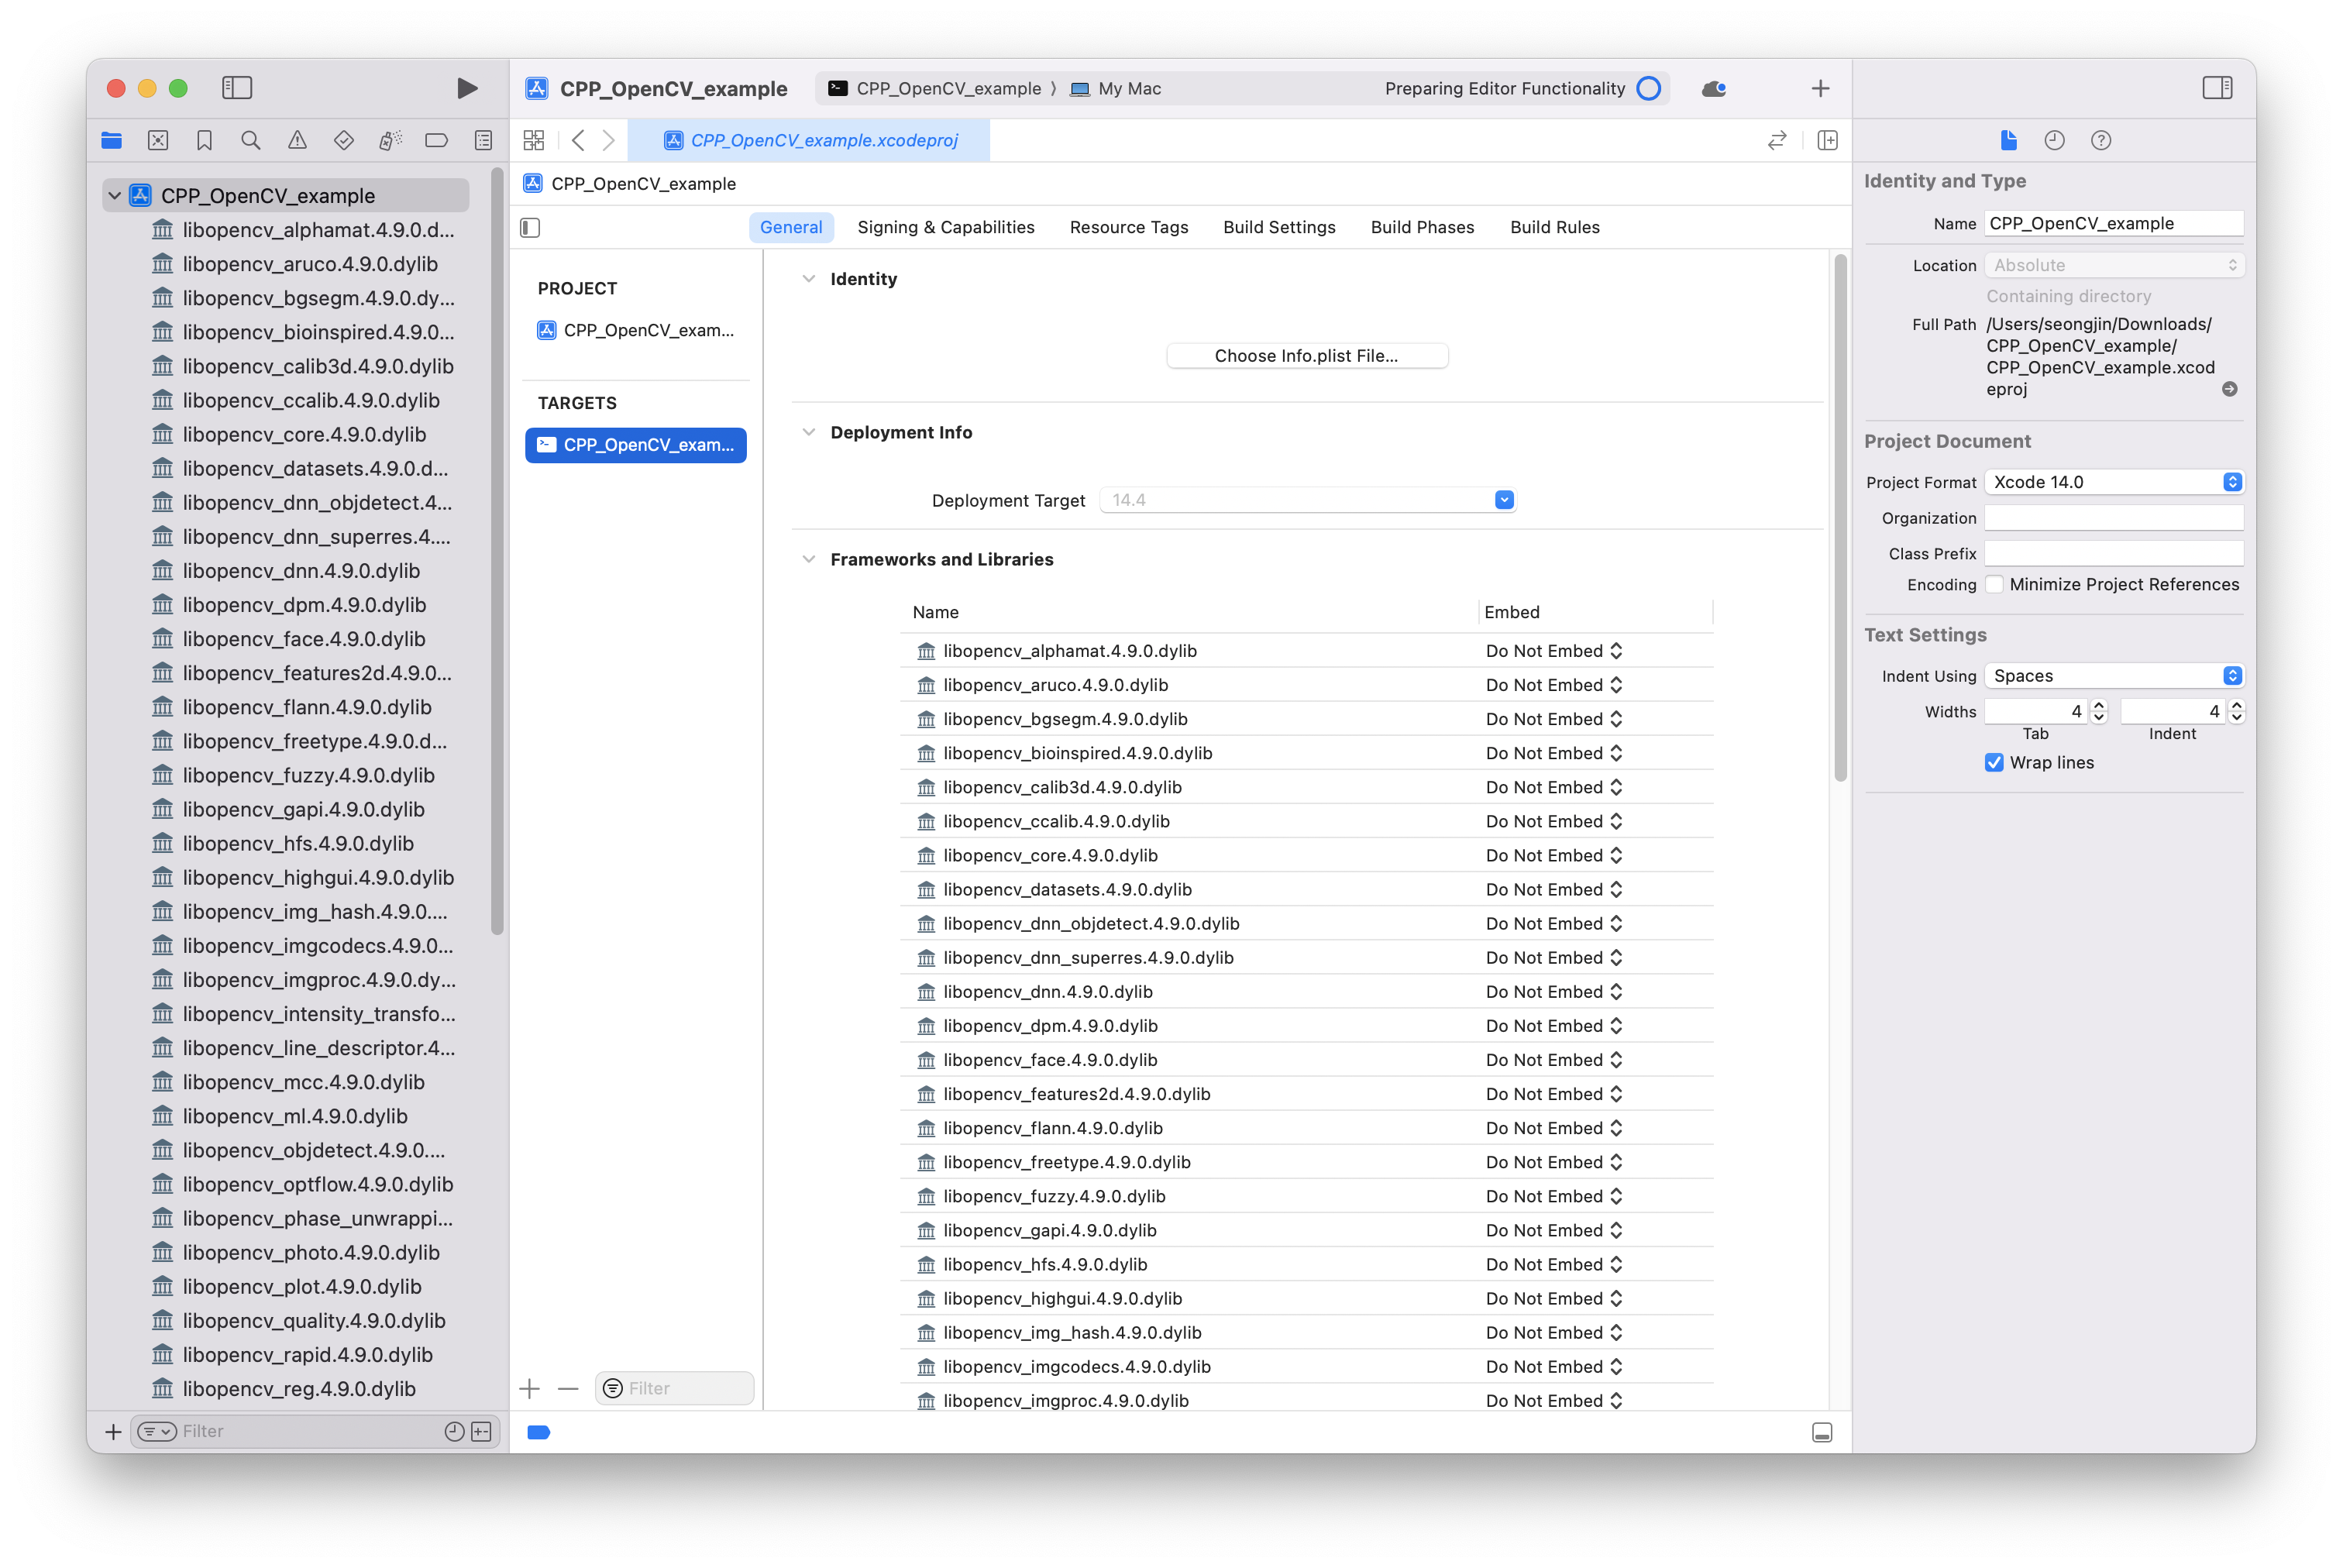 CPP_OpenCV_example
CPP_OpenCV_example 〉 My Mac
Preparing Editor Functionality
CPP_OpenCV_example
libopencv_alphamat.4.9.0.d...
libopencv_aruco.4.9.0.dylib
libopencv_bgsegm.4.9.0.dy...
libopencv_bioinspired.4.9.0...
libopencv_calib3d.4.9.0.dylib
libopencv_ccalib.4.9.0.dylib
libopencv_core.4.9.0.dylib
libopencv_datasets.4.9.0.d...
libopencv_dnn_objdetect.4...
libopencv_dnn_superres.4....
libopencv_dnn.4.9.0.dylib
libopencv_dpm.4.9.0.dylib
libopencv_face.4.9.0.dylib
libopencv_features2d.4.9.0...
libopencv_flann.4.9.0.dylib
libopencv_freetype.4.9.0.d...
libopencv_fuzzy.4.9.0.dylib
libopencv_gapi.4.9.0.dylib
libopencv_hfs.4.9.0.dylib
libopencv_highgui.4.9.0.dylib
libopencv_img_hash.4.9.0....
libopencv_imgcodecs.4.9.0...
libopencv_imgproc.4.9.0.dy...
libopencv_intensity_transfo...
libopencv_line_descriptor.4...
libopencv_mcc.4.9.0.dylib
libopencv_ml.4.9.0.dylib
libopencv_objdetect.4.9.0....
libopencv_optflow.4.9.0.dylib
libopencv_phase_unwrappi...
libopencv_photo.4.9.0.dylib
libopencv_plot.4.9.0.dylib
libopencv_quality.4.9.0.dylib
libopencv_rapid.4.9.0.dylib
libopencv_reg.4.9.0.dylib
Filter
CPP_OpenCV_example.xcodeproj
CPP_OpenCV_example
General Signing & Capabilities Resource Tags Build Settings Build Phases Build Rules
PROJECT
CPP_OpenCV_exam...
TARGETS
CPP_OpenCV_exam...
Filter
Identity
Choose Info.plist File...
Deployment Info
Deployment Target 14.4
Frameworks and Libraries
Name Embed
libopencv_alphamat.4.9.0.dylib Do Not Embed
libopencv_aruco.4.9.0.dylib Do Not Embed
libopencv_bgsegm.4.9.0.dylib Do Not Embed
libopencv_bioinspired.4.9.0.dylib Do Not Embed
libopencv_calib3d.4.9.0.dylib Do Not Embed
libopencv_ccalib.4.9.0.dylib Do Not Embed
libopencv_core.4.9.0.dylib Do Not Embed
libopencv_datasets.4.9.0.dylib Do Not Embed
libopencv_dnn_objdetect.4.9.0.dylib Do Not Embed
libopencv_dnn_superres.4.9.0.dylib Do Not Embed
libopencv_dnn.4.9.0.dylib Do Not Embed
libopencv_dpm.4.9.0.dylib Do Not Embed
libopencv_face.4.9.0.dylib Do Not Embed
libopencv_features2d.4.9.0.dylib Do Not Embed
libopencv_flann.4.9.0.dylib Do Not Embed
libopencv_freetype.4.9.0.dylib Do Not Embed
libopencv_fuzzy.4.9.0.dylib Do Not Embed
libopencv_gapi.4.9.0.dylib Do Not Embed
libopencv_hfs.4.9.0.dylib Do Not Embed
libopencv_highgui.4.9.0.dylib Do Not Embed
libopencv_img_hash.4.9.0.dylib Do Not Embed
libopencv_imgcodecs.4.9.0.dylib Do Not Embed
libopencv_imgproc.4.9.0.dylib Do Not Embed
Identity and Type
Name CPP_OpenCV_example
Location Absolute
Containing directory
Full Path /Users/seongjin/Downloads/
CPP_OpenCV_example/
CPP_OpenCV_example.xcod
eproj
Project Document
Project Format Xcode 14.0
Organization
Class Prefix
Encoding Minimize Project References
Text Settings
Indent Using Spaces
Widths 4 4
Tab Indent
Wrap lines